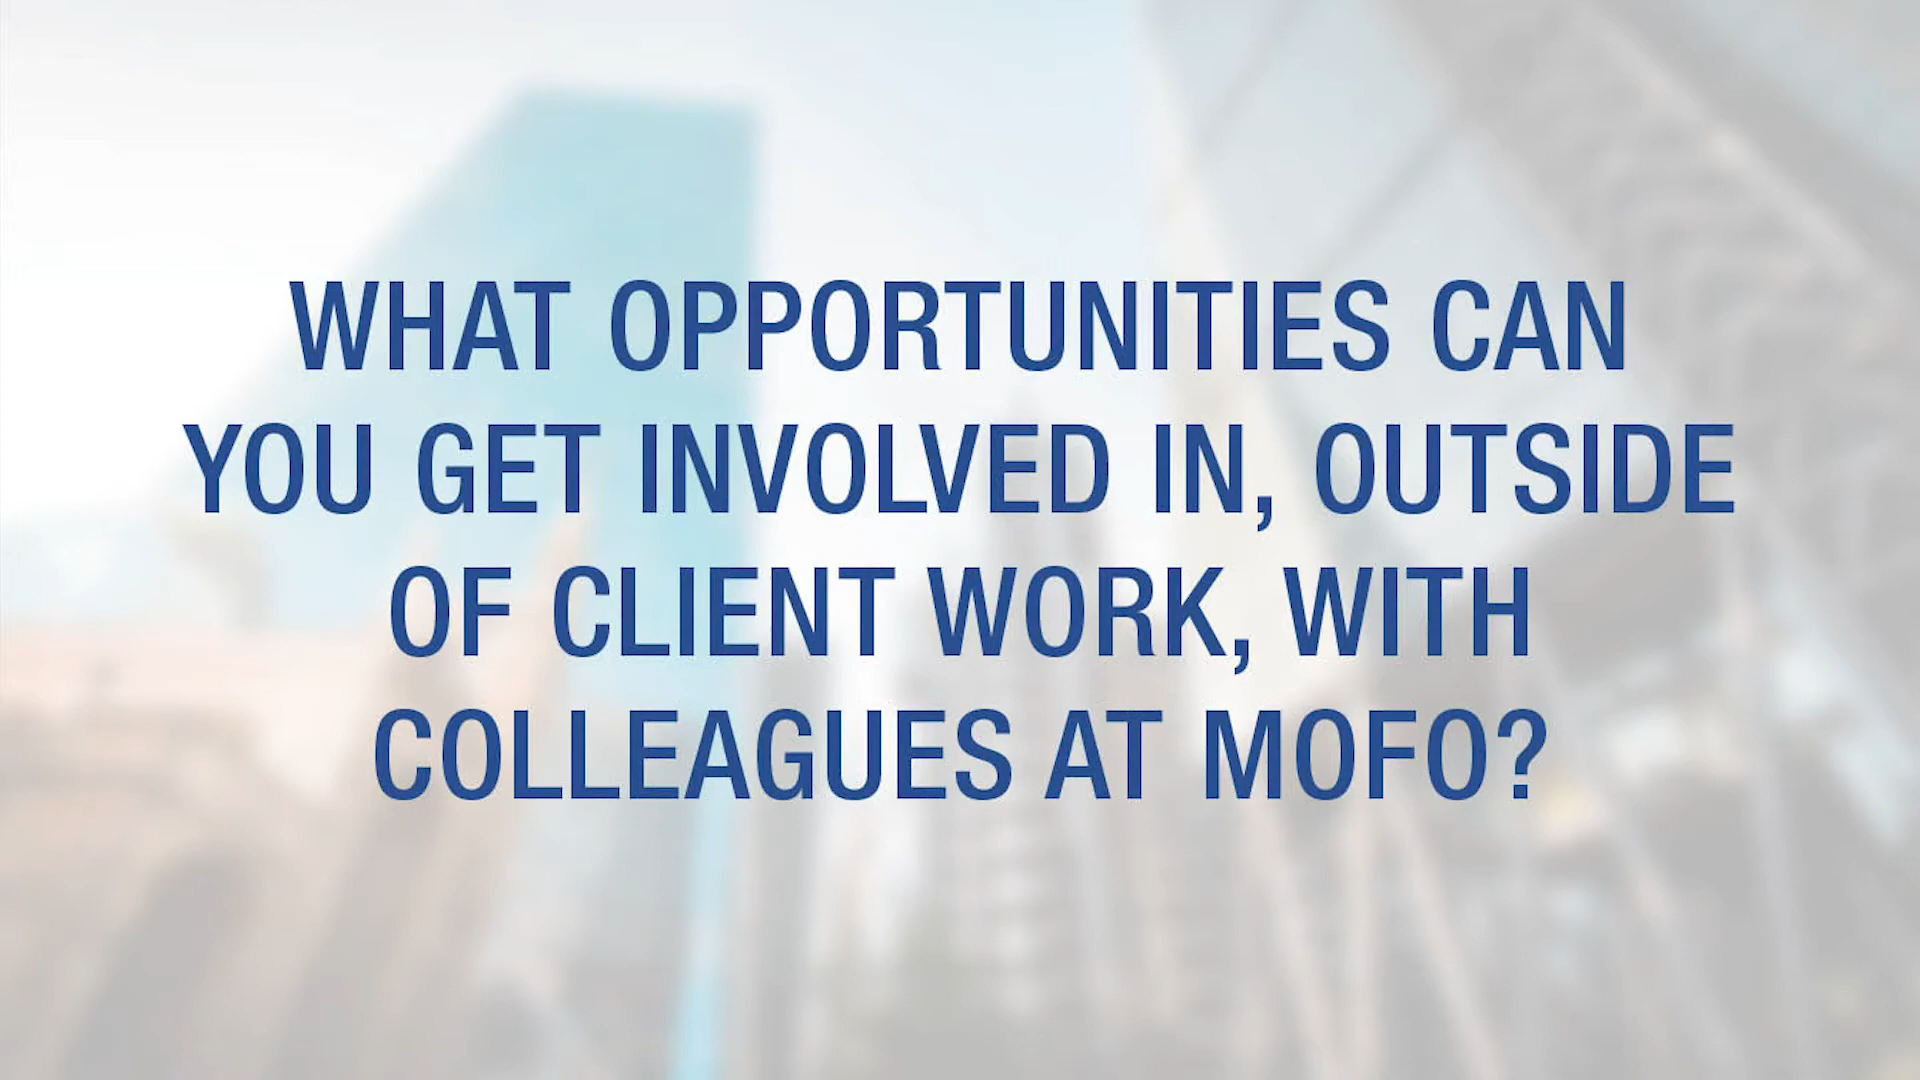 WHAT OPPORTUNITIES CAN
YOU GET INVOLVED IN, OUTSIDE
OF CLIENT WORK, WITH
COLLEAGUES AT MOFO?